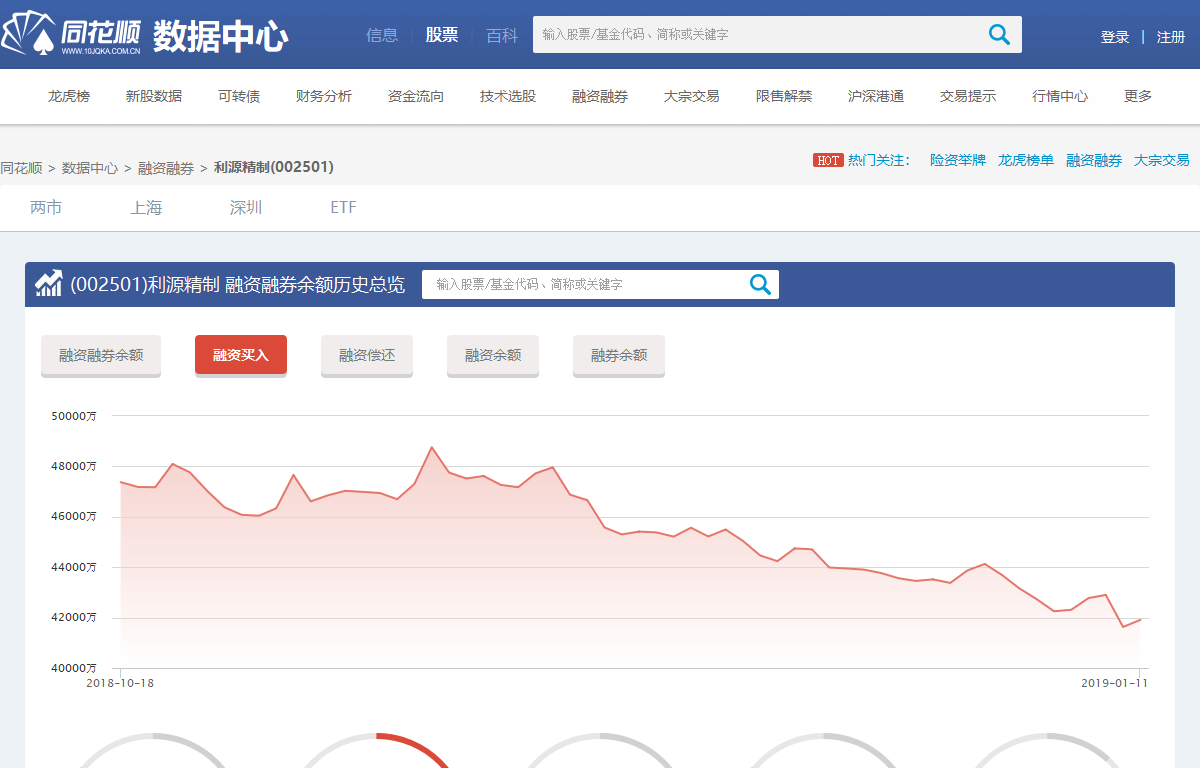 同花顺 数据中心
WWW.10JQKA.COM.CN
信息 股票 百科
输入股票/基金代码、简称或关键字
登录 | 注册
龙虎榜 新股数据 可转债 财务分析 资金流向 技术选股 融资融券 大宗交易 限售解禁 沪深港通 交易提示 行情中心 更多
同花顺 > 数据中心 > 融资融券 > 利源精制(002501)
HOT 热门关注: 险资举牌 龙虎榜单 融资融券 大宗交易
两市 上海 深圳 ETF
(002501)利源精制 融资融券余额历史总览
输入股票/基金代码、简称或关键字
融资融券余额 融资买入 融资偿还 融资余额 融券余额
50000万
48000万
46000万
44000万
42000万
40000万
2018-10-18 2019-01-11